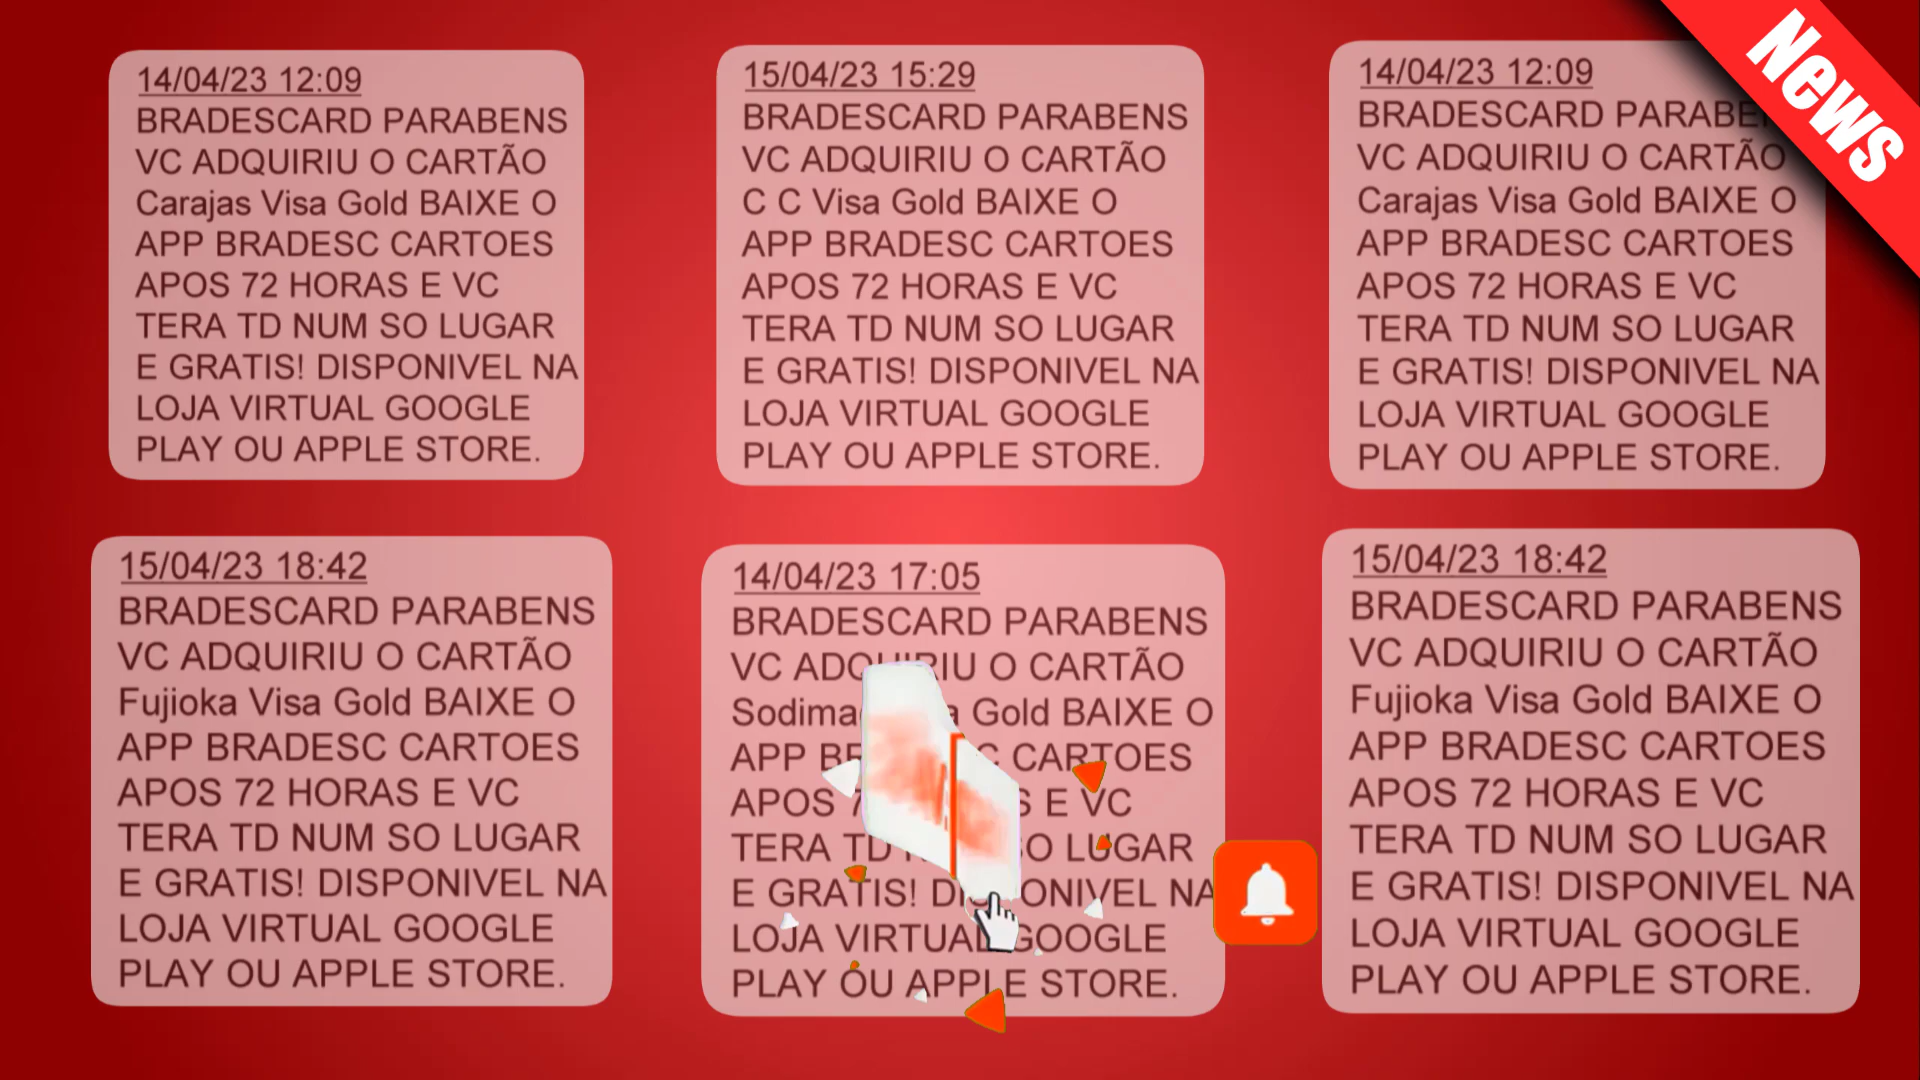 14/04/23 12:09
BRADESCARD PARABENS
VC ADQUIRIU O CARTÃO
Carajas Visa Gold BAIXE O
APP BRADESC CARTOES
APOS 72 HORAS E VC
TERA TD NUM SO LUGAR
E GRATIS! DISPONIVEL NA
LOJA VIRTUAL GOOGLE
PLAY OU APPLE STORE.
15/04/23 15:29
BRADESCARD PARABENS
VC ADQUIRIU O CARTÃO
C C Visa Gold BAIXE O
APP BRADESC CARTOES
APOS 72 HORAS E VC
TERA TD NUM SO LUGAR
E GRATIS! DISPONIVEL NA
LOJA VIRTUAL GOOGLE
PLAY OU APPLE STORE.
14/04/23 12:09
BRADESCARD
VC ADQUIRIU O CARTÃO
Carajas Visa Gold BAIXE O
APP BRADESC CARTOES
APOS 72 HORAS E VC
TERA TD NUM SO LUGAR
E GRATIS! DISPONIVEL NA
LOJA VIRTUAL GOOGLE
PLAY OU APPLE STORE.
News
15/04/23 18:42
BRADESCARD PARABENS
VC ADQUIRIU O CARTÃO
Fujioka Visa Gold BAIXE O
APP BRADESC CARTOES
APOS 72 HORAS E VC
TERA TD NUM SO LUGAR
E GRATIS! DISPONIVEL NA
LOJA VIRTUAL GOOGLE
PLAY OU APPLE STORE.
14/04/23 17:05
BRADESCARD PARABENS
VC ADQUIRIU O CARTÃO
Gold BAIXE O
APP CARTOES
APOS E VC
TERA TD LUGAR
E GRATIS! NA
LOJA VIRTUAL GOOGLE
PLAY OU APPLE STORE.
15/04/23 18:42
BRADESCARD PARABENS
VC ADQUIRIU O CARTÃO
Fujioka Visa Gold BAIXE O
APP BRADESC CARTOES
APOS 72 HORAS E VC
TERA TD NUM SO LUGAR
E GRATIS! DISPONIVEL NA
LOJA VIRTUAL GOOGLE
PLAY OU APPLE STORE.